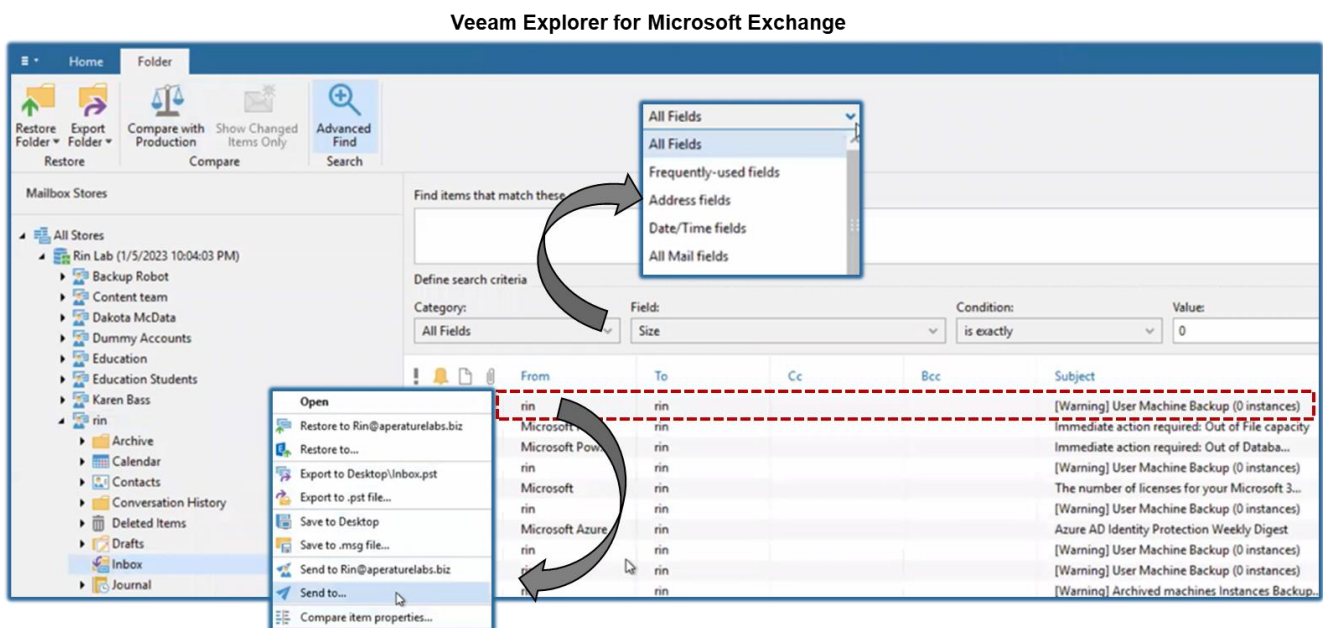 Veeam Explorer for Microsoft Exchange
Home Folder
Restore Folder
Export Folder
Compare with Production
Show Changed Items Only
Advanced Find
Restore
Compare
Search
Mailbox Stores
All Stores
Rin Lab (1/5/2023 10:04:03 PM)
Backup Robot
Content team
Dakota McData
Dummy Accounts
Education
Education Students
Karen Bass
rin
Archive
Calendar
Contacts
Conversation History
Deleted Items
Drafts
Inbox
Journal
Open
Restore to Rin@aperaturelabs.biz
Restore to...
Export to Desktop\Inbox.pst
Export to .pst file...
Save to Desktop
Save to .msg file...
Send to Rin@aperaturelabs.biz
Send to...
Compare item properties...
Find items that match these
All Fields
All Fields
Frequently-used fields
Address fields
Date/Time fields
All Mail fields
Define search criteria
Category: Field: Condition: Value:
All Fields Size is exactly 0
From To Cc Bcc Subject
rin rin [Warning] User Machine Backup (0 instances)
Microsoft rin Immediate action required: Out of File capacity
Microsoft Pow... rin Immediate action required: Out of Databa...
rin rin [Warning] User Machine Backup (0 instances)
Microsoft rin The number of licenses for your Microsoft 3...
rin rin [Warning] User Machine Backup (0 instances)
Microsoft Azure rin Azure AD Identity Protection Weekly Digest
rin rin [Warning] User Machine Backup (0 instances)
rin [Warning] User Machine Backup (0 instances)
rin [Warning] Archived machines Instances Backup...